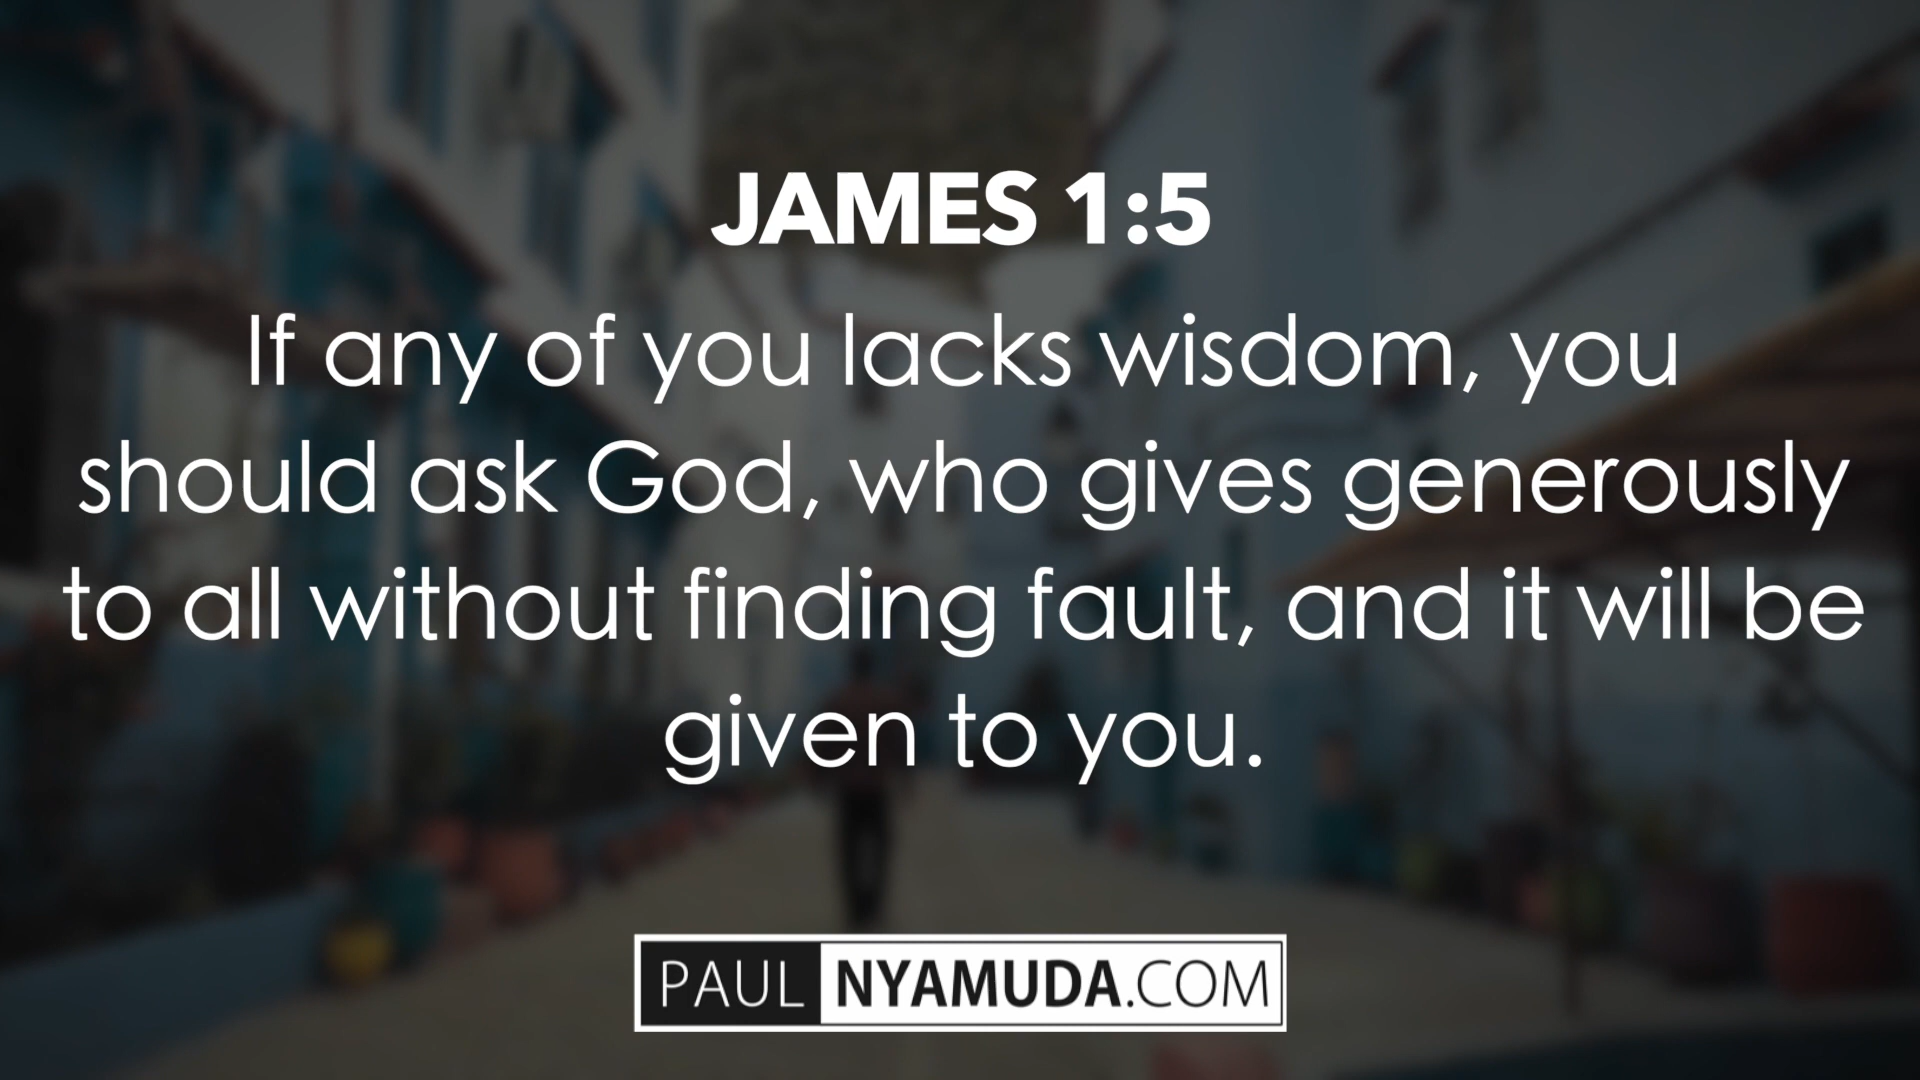 JAMES 1:5
If any of you lacks wisdom, you
should ask God, who gives generously
to all without finding fault, and it will be
given to you.
PAUL NYAMUDA.COM